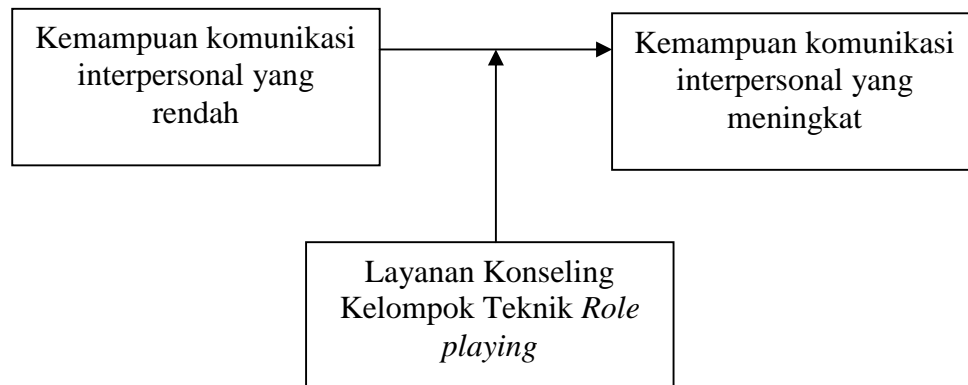 Kemampuan komunikasi
interpersonal yang
rendah
Kemampuan komunikasi
interpersonal yang
meningkat
Layanan Konseling
Kelompok Teknik Role
playing